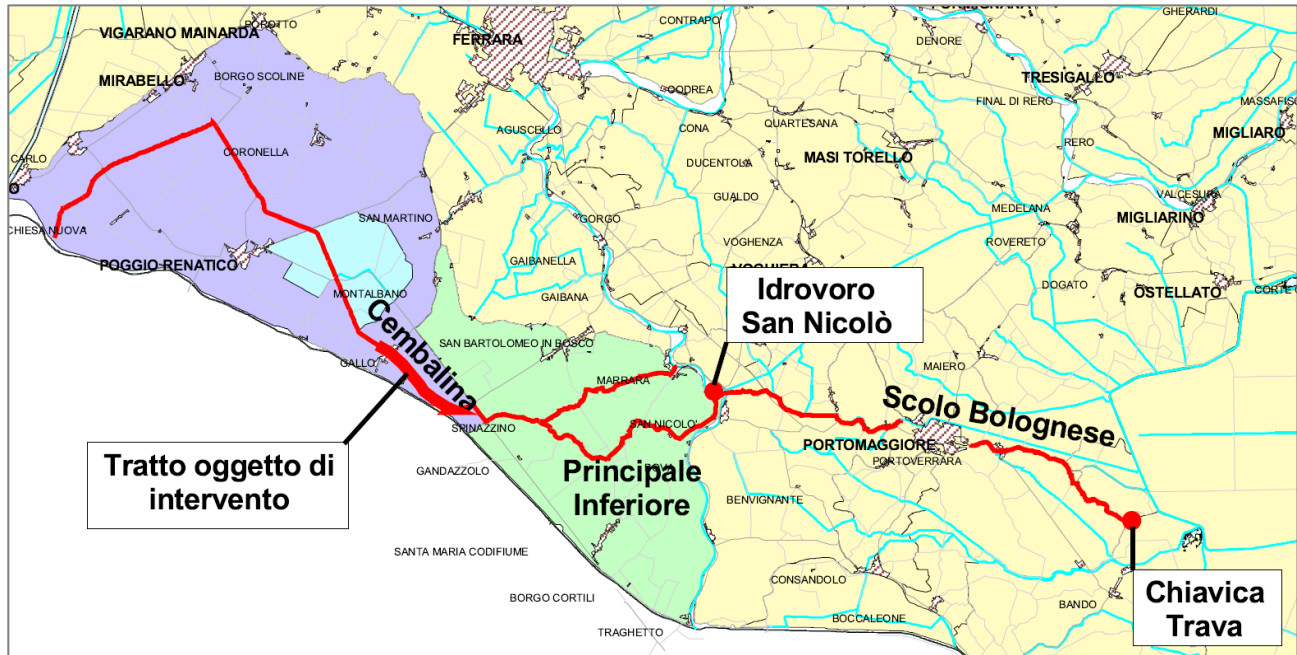 VIGARANO MAINARDA
POROTTO
MIRABELLO
BORGO SCOLINE
FERRARA
CONTRAPO
DENORE
GHERARDI
TRESIGALLO
FINAL DI RERO
MASSAFISC
MIGLIARO
CODREA
CONA
QUARTESANA
AGUSCELLO
DUCENTOLA
MASI TORELLO
RERO
CARLO
CORONELLA
GUALDO
VALCESURA
MIGLIARINO
MEDELANA
CHIESA NUOVA
SAN MARTINO
GORGO
VOGHENZA
ROVERETO
POGGIO RENATICO
GAIBANELLA
VOGHIERA
DOGATO
OSTELLATO
CORTE
MONTALBANO
GAIBANA
Idrovoro
San Nicolò
Cembalina
SAN BARTOLOMEO IN BOSCO
GALLO
MARRARA
MAIERO
Scolo Bolognese
SPINAZZINO
SAN NICOLO'
PORTOMAGGIORE
PORTOVERRARA
Tratto oggetto di
intervento
GANDAZZOLO
Principale
Inferiore
BOVA
BENVIGNANTE
SANTA MARIA CODIFIUME
CONSANDOLO
BORGO CORTILI
BANDO
BOCCALEONE
TRAGHETTO
Chiavica
Trava